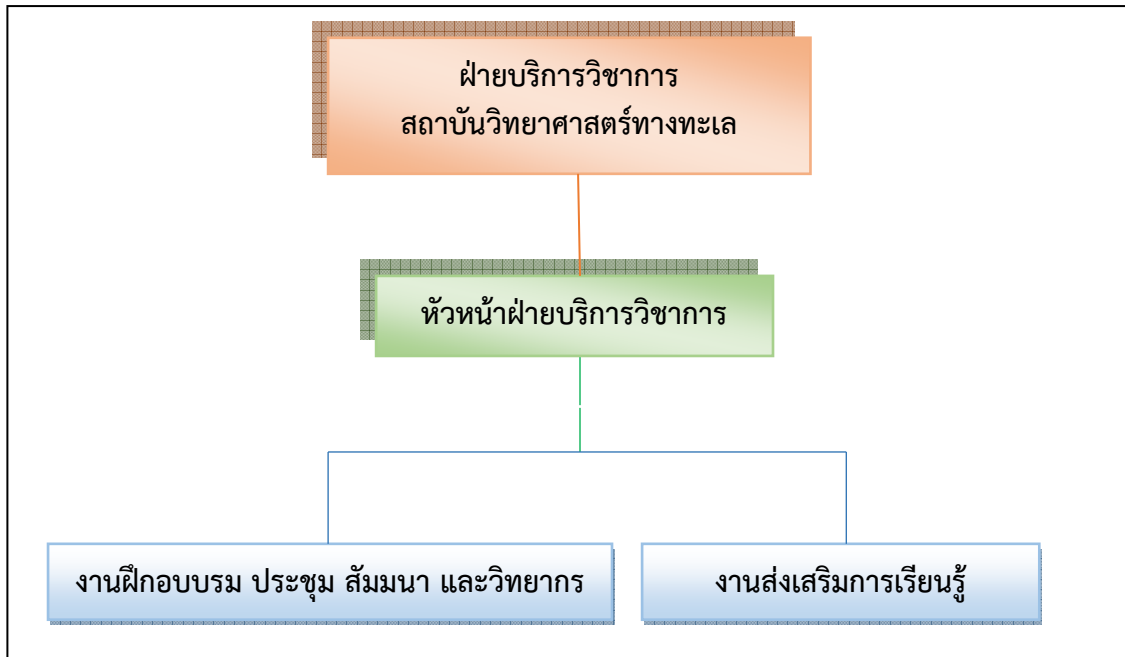 ฝ่ายบริการวิชาการ
สถาบันวิทยาศาสตร์ทางทะเล
หัวหน้าฝ่ายบริการวิชาการ
งานฝึกอบบรม ประชุม สัมมนา และวิทยากร
งานส่งเสริมการเรียนรู้